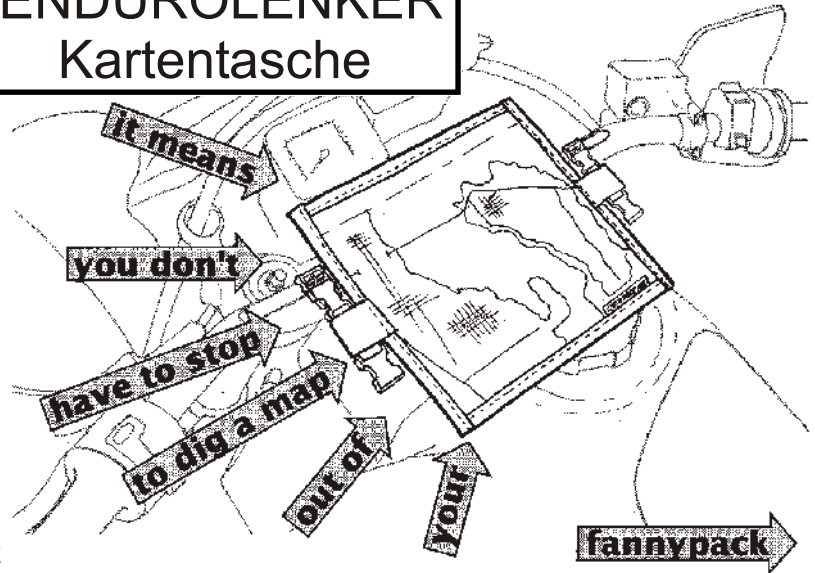 ENDUROLENKER
Kartentasche
it means
you don't
have to stop
to dig a map
out of
your
fannypack